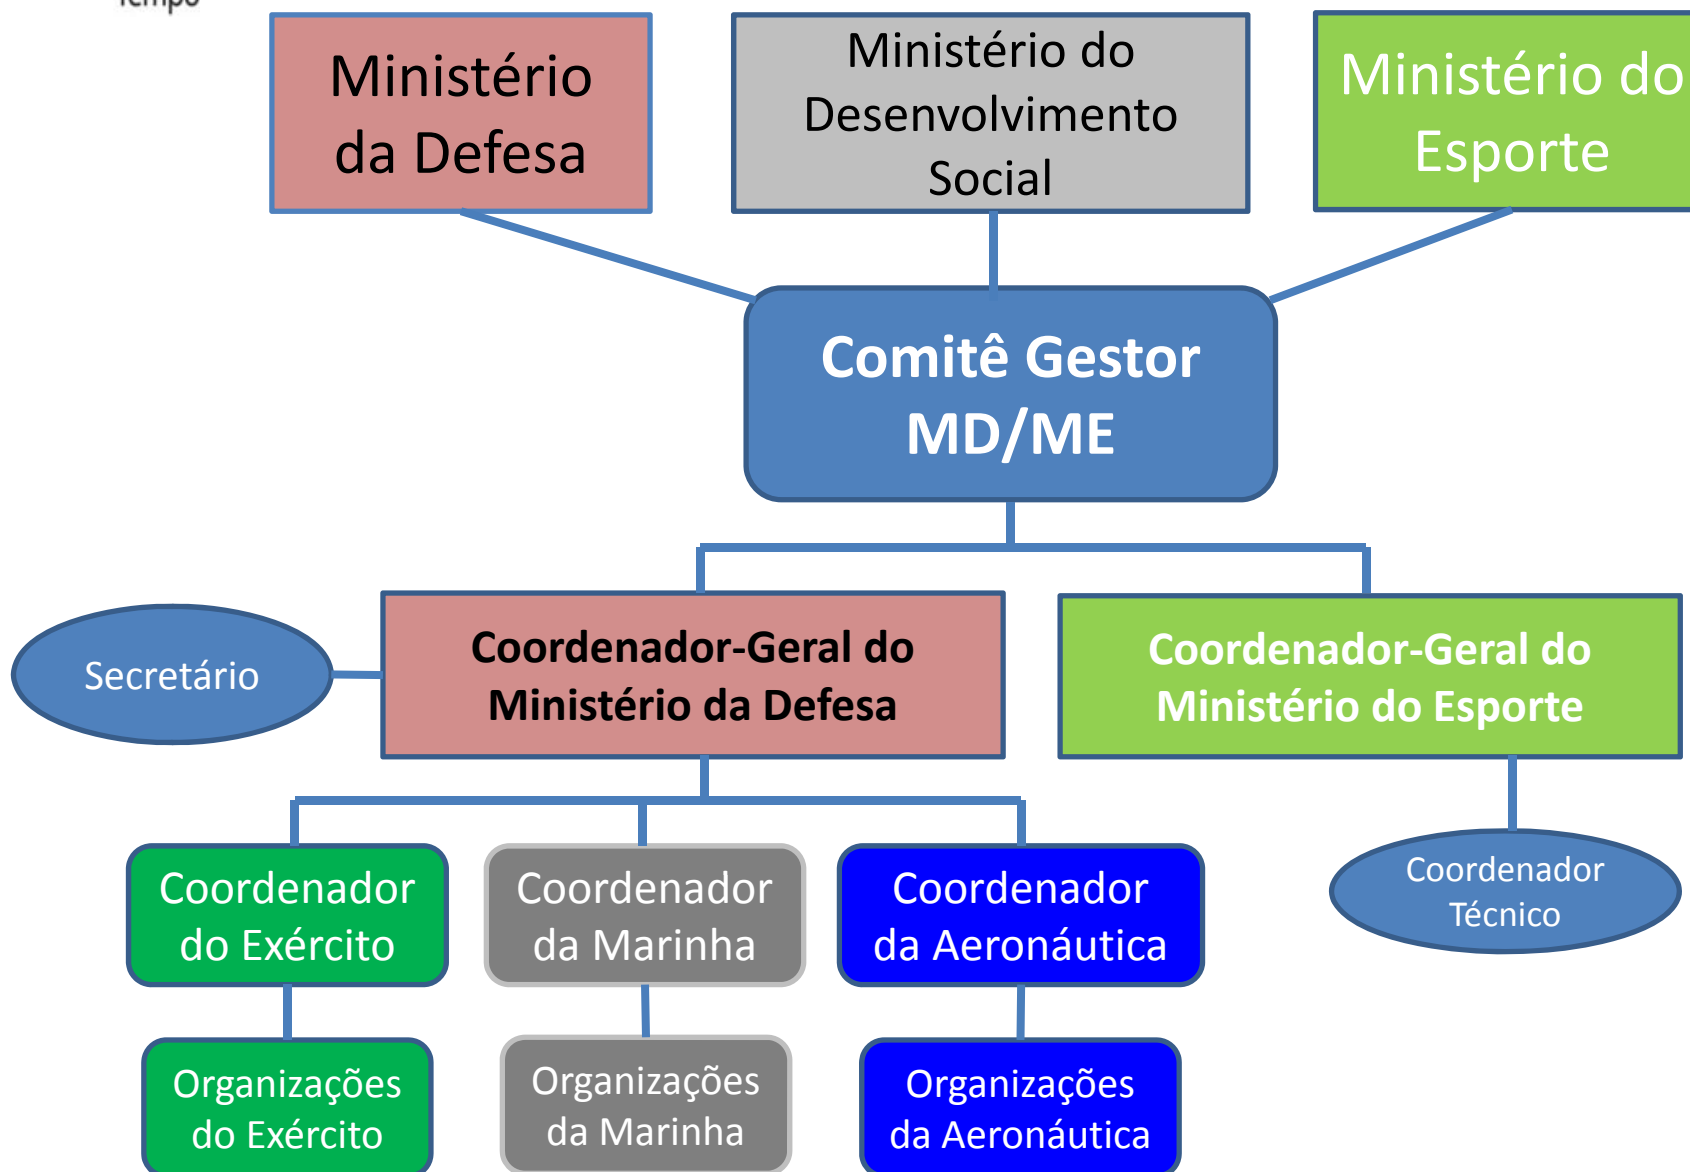 Tempo
Ministério
da Defesa
Ministério do
Desenvolvimento
Social
Ministério do
Esporte
Comitê Gestor
MD/ME
Secretário
Coordenador-Geral do
Ministério da Defesa
Coordenador-Geral do
Ministério do Esporte
Coordenador
do Exército
Coordenador
da Marinha
Coordenador
da Aeronáutica
Coordenador
Técnico
Organizações
do Exército
Organizações
da Marinha
Organizações
da Aeronáutica